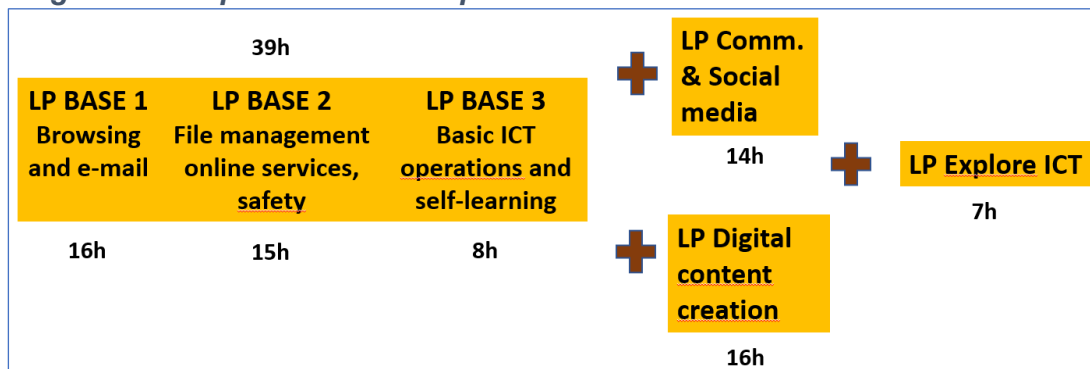 39h
LP BASE 1
Browsing
and e-mail
LP BASE 2
File management
online services,
safety
LP BASE 3
Basic ICT
operations and
self-learning
16h
15h
8h
LP Comm.
& Social
media
14h
LP Digital
content
creation
16h
LP Explore ICT
7h